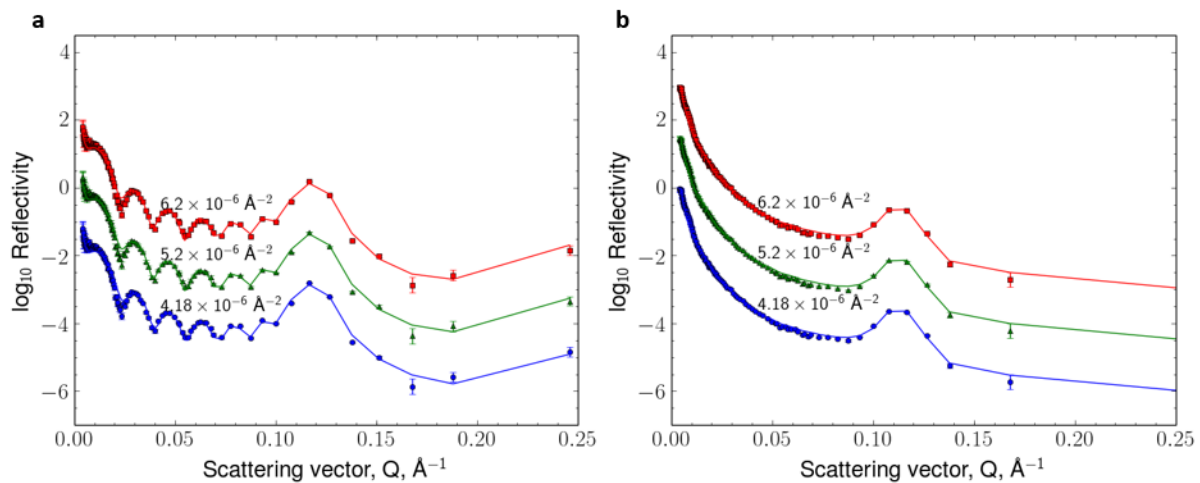 a
4
2
0
−2
−4
−6
log₁₀ Reflectivity
6.2 × 10⁻⁶ Å⁻²
5.2 × 10⁻⁶ Å⁻²
4.18 × 10⁻⁶ Å⁻²
0.00 0.05 0.10 0.15 0.20 0.25
Scattering vector, Q, Å⁻¹
b
4
2
0
−2
−4
−6
log₁₀ Reflectivity
6.2 × 10⁻⁶ Å⁻²
5.2 × 10⁻⁶ Å⁻²
4.18 × 10⁻⁶ Å⁻²
0.00 0.05 0.10 0.15 0.20 0.25
Scattering vector, Q, Å⁻¹